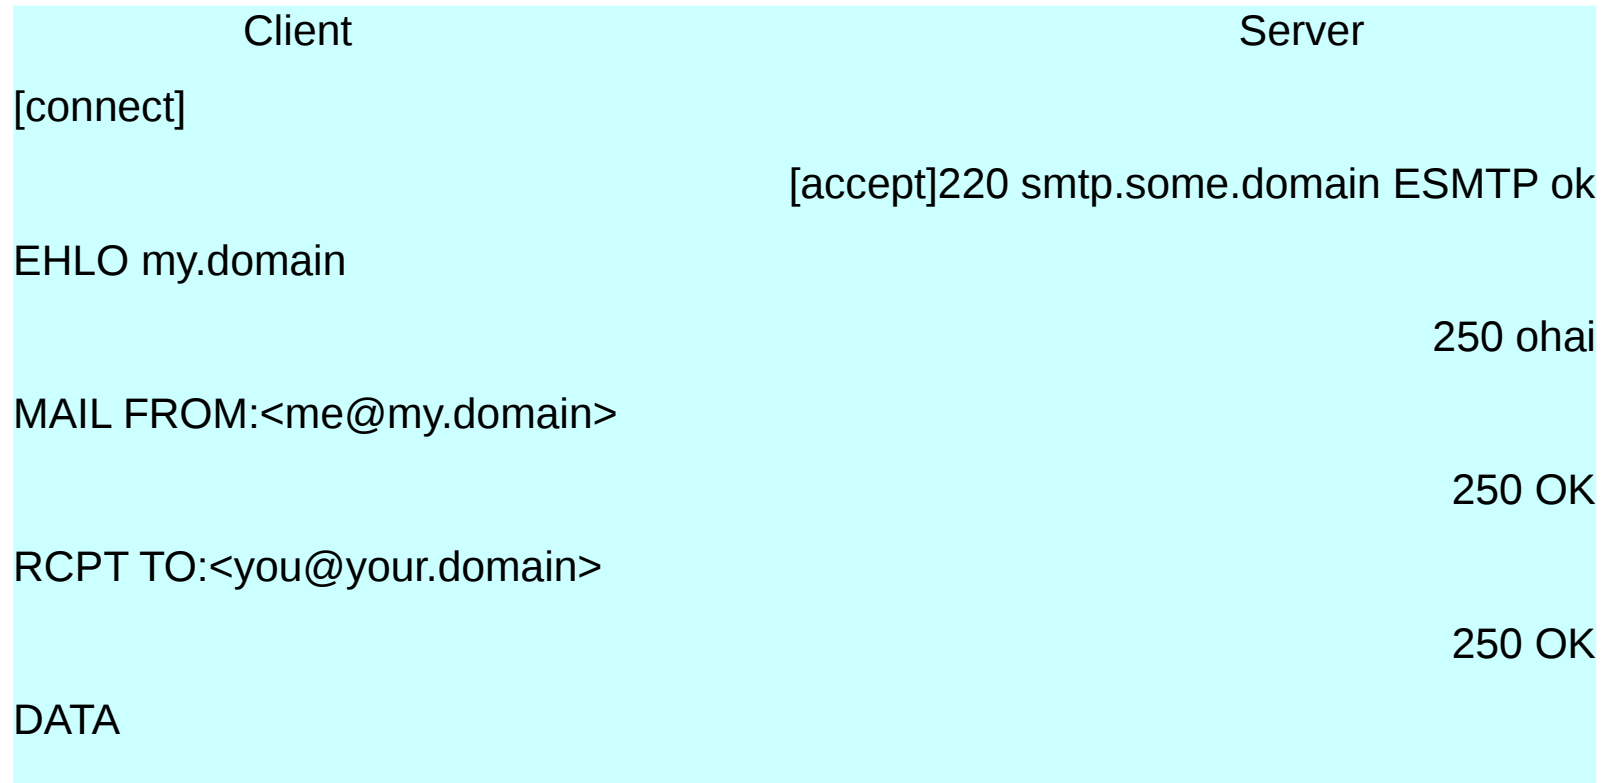 Client Server
[connect]
[accept]220 smtp.some.domain ESMTP ok
EHLO my.domain
250 ohai
MAIL FROM:<me@my.domain>
250 OK
RCPT TO:<you@your.domain>
250 OK
DATA